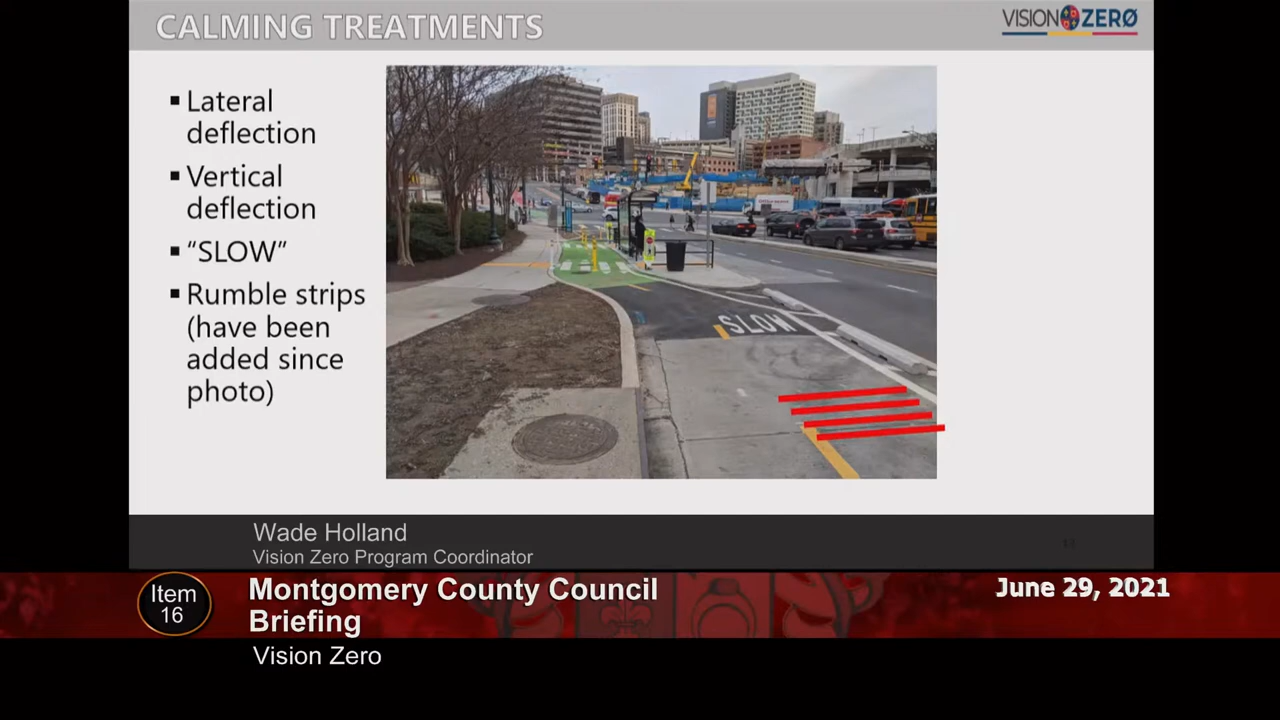 CALMING TREATMENTS
VISION ZERO
▪ Lateral
deflection
▪ Vertical
deflection
▪ “SLOW”
▪ Rumble strips
(have been
added since
photo)
SLOW
Wade Holland
Vision Zero Program Coordinator
Item
16
Montgomery County Council
Briefing
June 29, 2021
Vision Zero